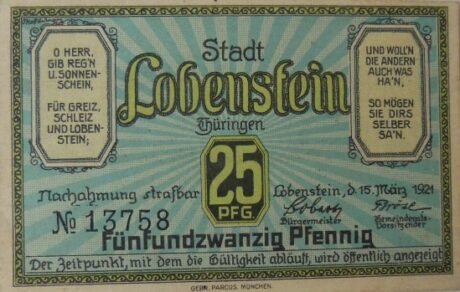 O HERR,
GIB REG'N
U. SONNEN-
SCHEIN,
FÜR GREIZ,
SCHLEIZ
UND LOBEN-
STEIN;
Stadt
Lobenstein
Thüringen
UND WOLL'N
DIE ANDERN
AUCH WAS
HA'N,
SO MÖGEN
SIE DIRS
SELBER
SA'N.
25
PFG
Nachahmung strafbar
№ 13758
Lobenstein, d. 15. März 1921
Bürgermeister
Gemeinderats-
Vorsitzender
Fünfundzwanzig Pfennig
Der Zeitpunkt, mit dem die Gültigkeit abläuft, wird öffentlich angezeigt
GEBR. PARCUS, MÜNCHEN.